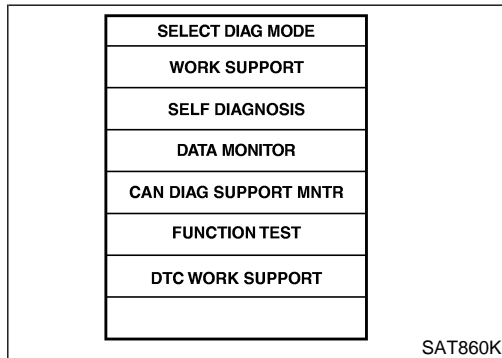 SELECT DIAG MODE
WORK SUPPORT
SELF DIAGNOSIS
DATA MONITOR
CAN DIAG SUPPORT MNTR
FUNCTION TEST
DTC WORK SUPPORT
SAT860K